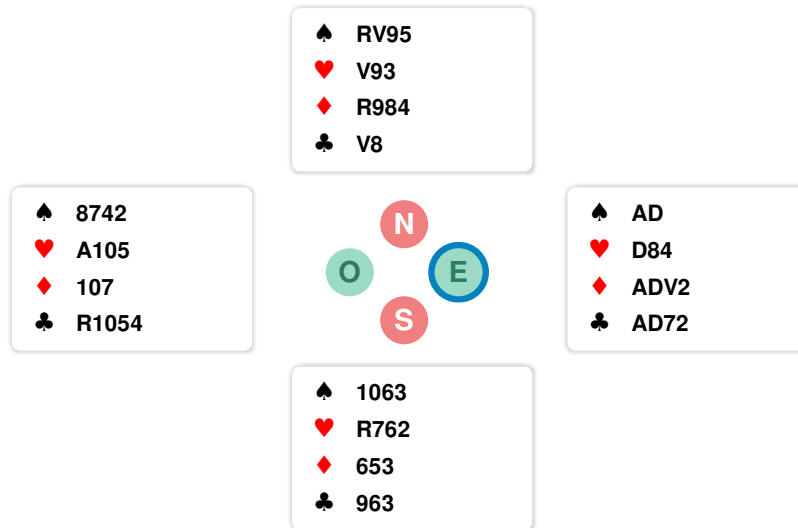 ♠ RV95
♥ V93
♦ R984
♣ V8
♠ 8742
♥ A105
♦ 107
♣ R1054
N
O E
S
♠ AD
♥ D84
♦ ADV2
♣ AD72
♠ 1063
♥ R762
♦ 653
♣ 963